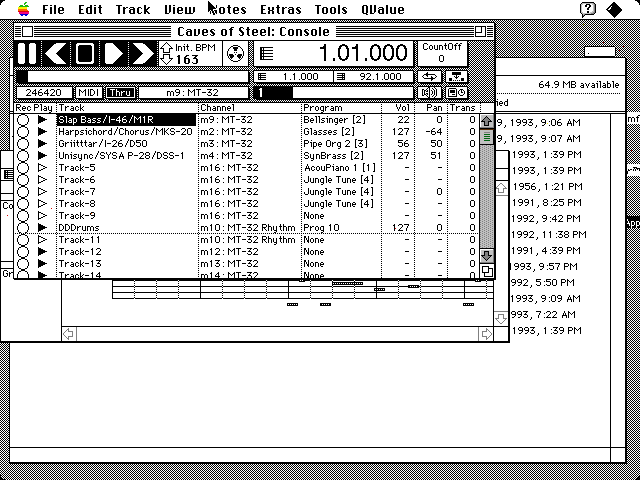 File Edit Track View Notes Extras Tools QValue
Caves of Steel: Console
Init. BPM
163
1.01.000
CountOff
0
1.1.000 92.1.000
246420 MIDI Thru m9: MT-32 1
64.9 MB available
Rec Play Track Channel Program Vol Pan Trans
Slap Bass/I-46/M1R m9: MT-32 Bellsinger [2] 22 0 0
Harpsichord/Chorus/MKS-20 m2: MT-32 Glasses [2] 127 -64 0
Griitttar/I-26/D50 m3: MT-32 Pipe Org 2 [3] 56 50 0
Unisync/SYSA P-28/DSS-1 m4: MT-32 SynBrass [2] 127 51 0
Track-5 m16: MT-32 AcouPiano 1 [1] - - 0
Track-6 m16: MT-32 Jungle Tune [4] - - 0
Track-7 m16: MT-32 Jungle Tune [4] - 0 0
Track-8 m16: MT-32 Jungle Tune [4] - - 0
Track-9 m16: MT-32 None - - 0
DDDrums m10: MT-32 Rhythm Prog 10 127 0 0
Track-11 m10: MT-32 Rhythm None - - 0
Track-12 m12: MT-32 None - - 0
Track-13 m13: MT-32 None - - 0
Track-14 m14: MT-32 None - - 0
9, 1993, 9:06 AM
9, 1993, 9:07 AM
1993, 1:39 PM
1993, 1:39 PM
1956, 1:21 PM
1991, 8:25 PM
1992, 9:42 PM
1992, 11:38 PM
1991, 4:39 PM
993, 9:57 PM
992, 5:50 PM
1993, 9:09 AM
1993, 7:22 AM
1993, 1:39 PM